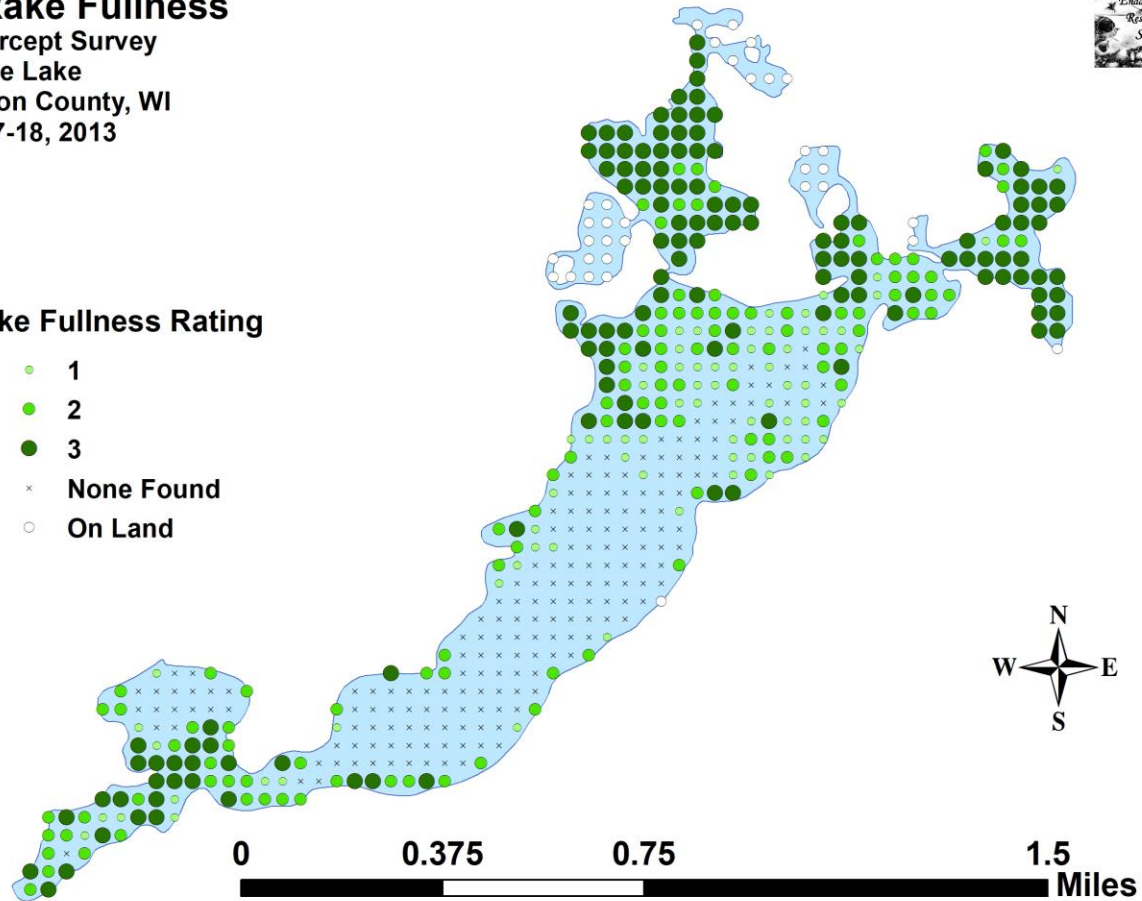 Rake Fullness
rcept Survey
e Lake
on County, WI
7-18, 2013
ke Fullness Rating
1
2
3
None Found
On Land
N
W E
S
0 0.375 0.75 1.5
Miles